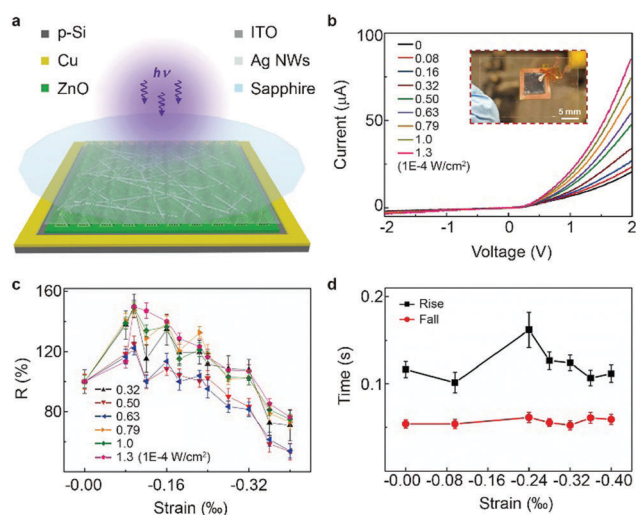 a
p-Si
ITO
Cu
Ag NWs
ZnO
Sapphire
hν
b
Current (μA)
100
50
0
-2
-1
0
1
2
Voltage (V)
0
0.08
0.16
0.32
0.50
0.63
0.79
1.0
1.3
(1E-4 W/cm²)
5 mm
c
R (%)
160
120
80
0.32
0.50
0.63
0.79
1.0
1.3 (1E-4 W/cm²)
-0.00
-0.16
-0.32
Strain (‰)
d
Time (s)
0.2
0.1
0.0
Rise
Fall
-0.00
-0.08
-0.16
-0.24
-0.32
-0.40
Strain (‰)